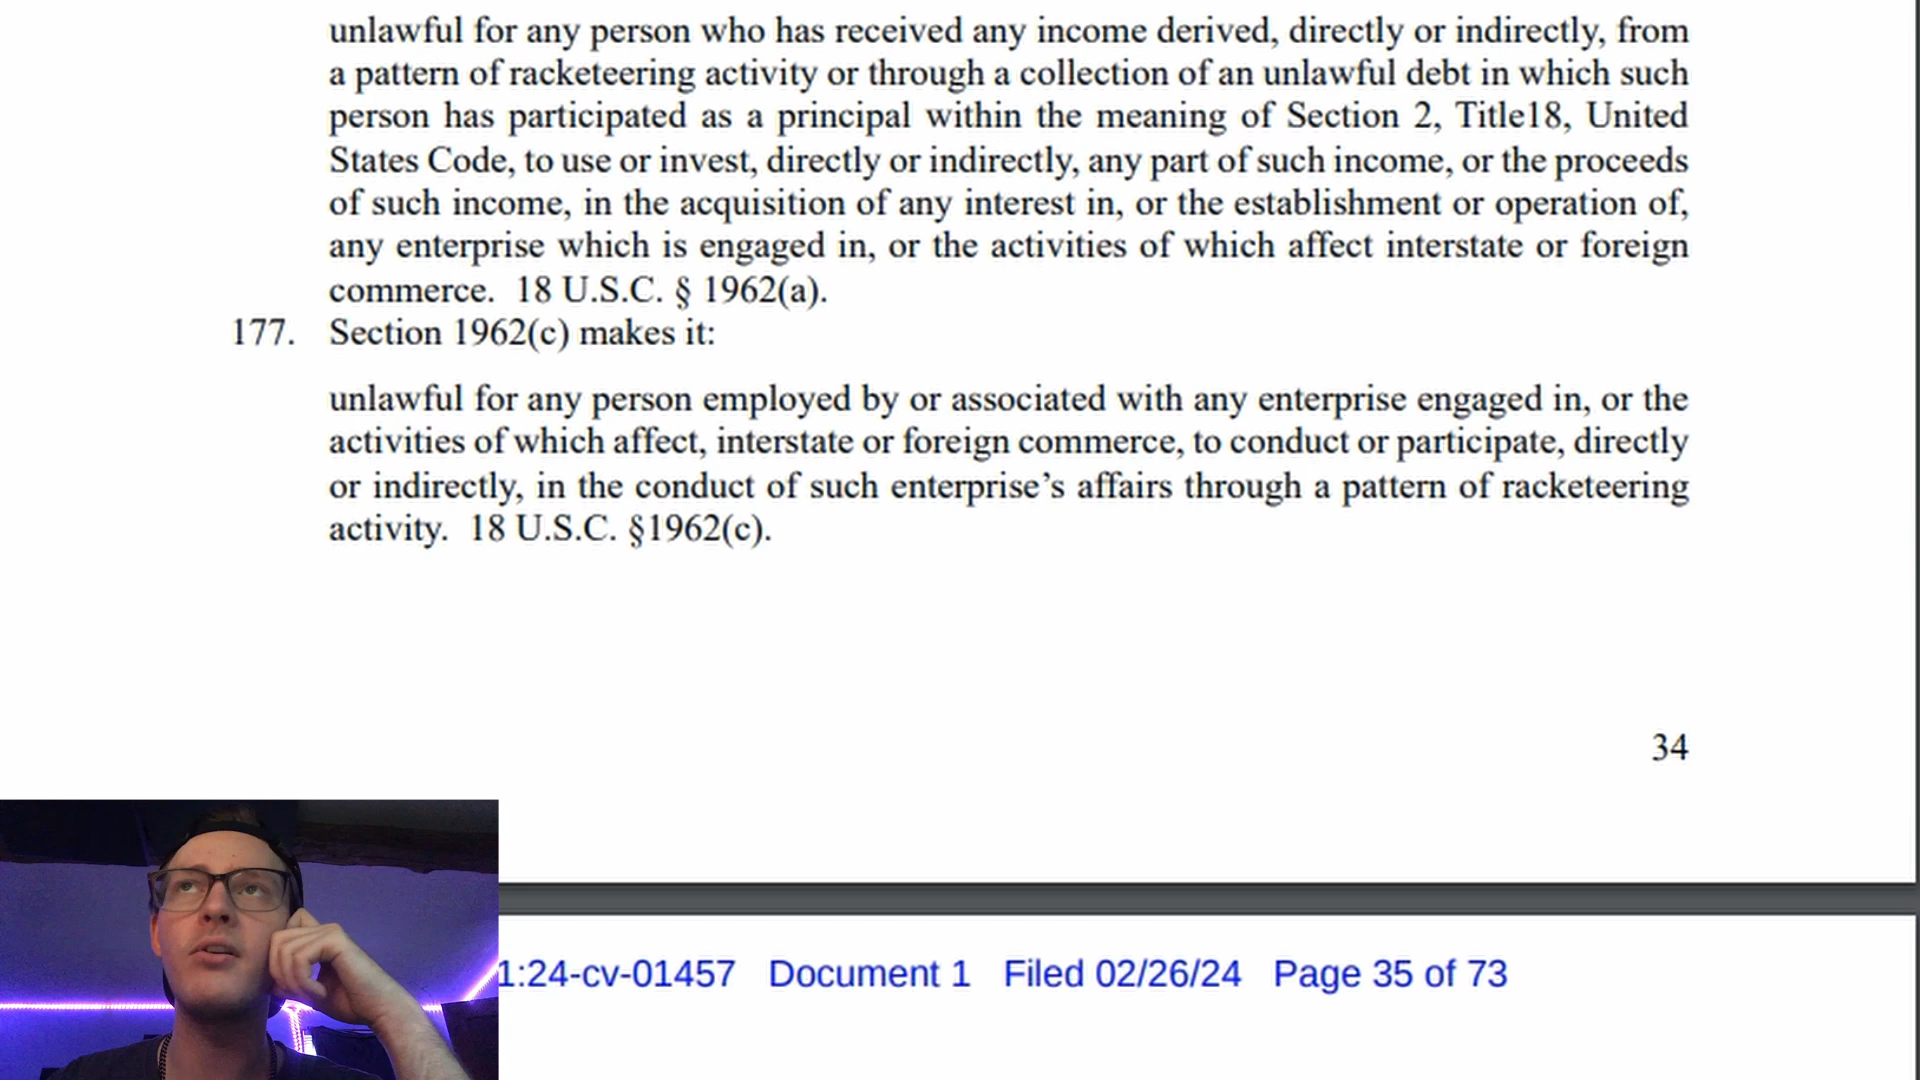 unlawful for any person who has received any income derived, directly or indirectly, from
a pattern of racketeering activity or through a collection of an unlawful debt in which such
person has participated as a principal within the meaning of Section 2, Title18, United
States Code, to use or invest, directly or indirectly, any part of such income, or the proceeds
of such income, in the acquisition of any interest in, or the establishment or operation of,
any enterprise which is engaged in, or the activities of which affect interstate or foreign
commerce. 18 U.S.C. § 1962(a).
177. Section 1962(c) makes it:
unlawful for any person employed by or associated with any enterprise engaged in, or the
activities of which affect, interstate or foreign commerce, to conduct or participate, directly
or indirectly, in the conduct of such enterprise’s affairs through a pattern of racketeering
activity. 18 U.S.C. §1962(c).
34
1:24-cv-01457 Document 1 Filed 02/26/24 Page 35 of 73